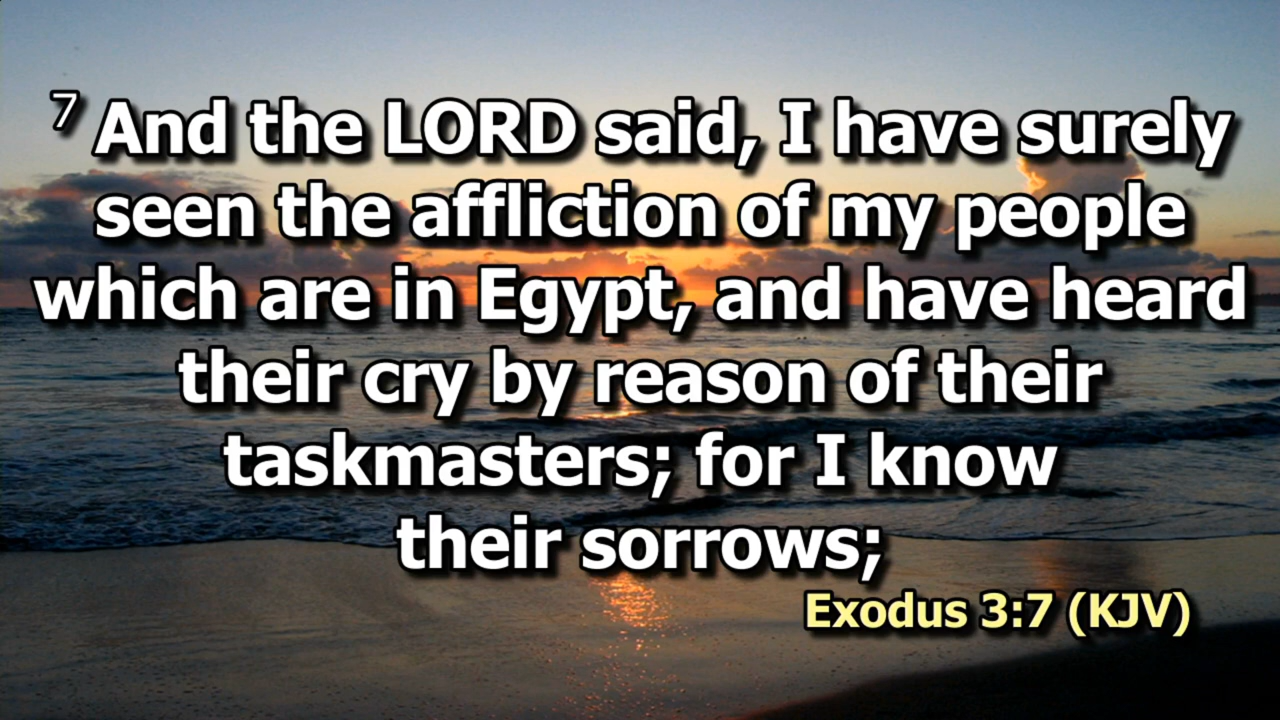 7 And the LORD said, I have surely
seen the affliction of my people
which are in Egypt, and have heard
their cry by reason of their
taskmasters; for I know
their sorrows;
Exodus 3:7 (KJV)